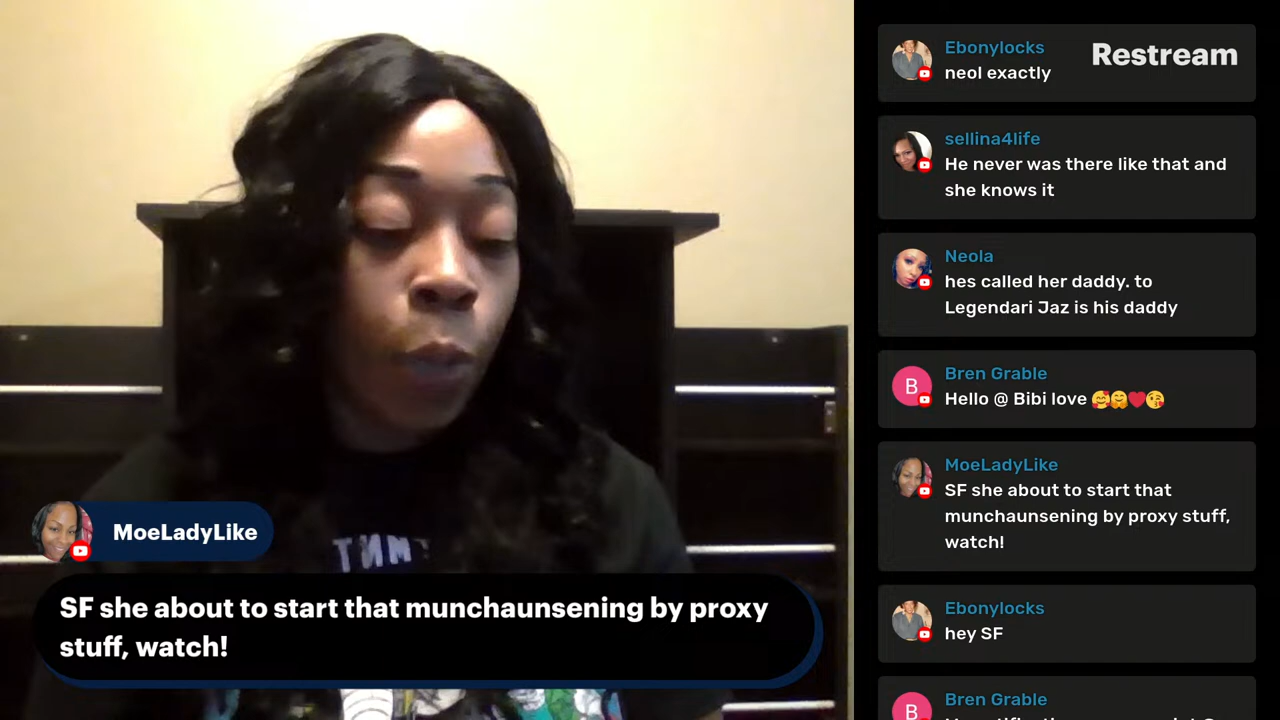 Restream
Ebonylocks
neol exactly
sellina4life
He never was there like that and
she knows it
Neola
hes called her daddy. to
Legendari Jaz is his daddy
B
Bren Grable
Hello @ Bibi love 🥰🤗♥️😘
MoeLadyLike
SF she about to start that
munchaunsening by proxy stuff,
watch!
Ebonylocks
hey SF
B
Bren Grable
MoeLadyLike
SF she about to start that munchaunsening by proxy
stuff, watch!